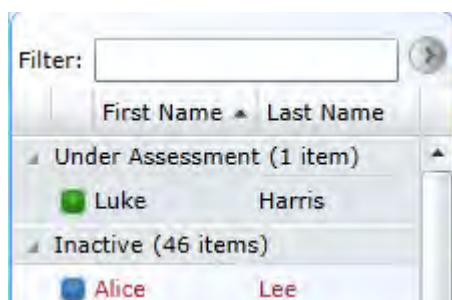 Filter:
First Name Last Name
Under Assessment (1 item)
Luke Harris
Inactive (46 items)
Alice Lee